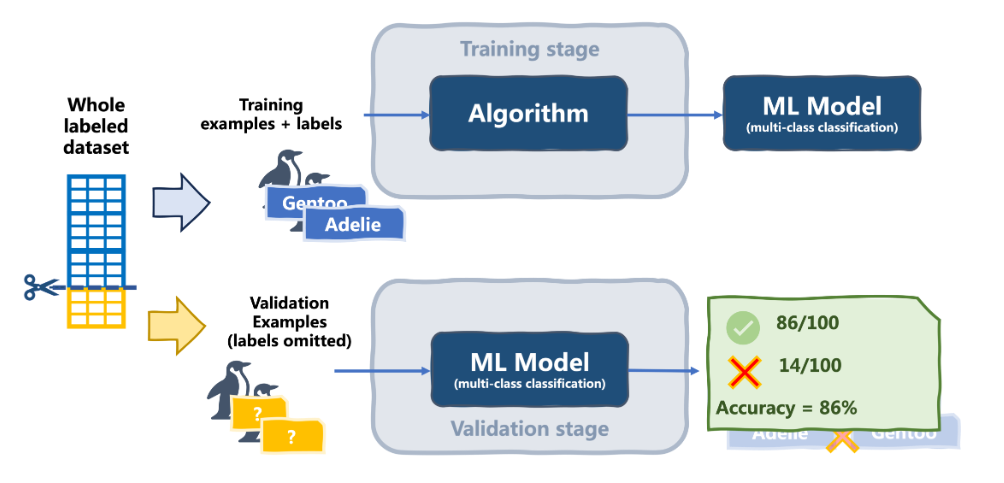 Training stage
Whole
labeled
dataset
Training
examples + labels
Algorithm
ML Model
(multi-class classification)
Gentoo
Adelie
Validation
Examples
(labels omitted)
?
?
ML Model
(multi-class classification)
Validation stage
86/100
14/100
Accuracy = 86%
Adelie
Gentoo